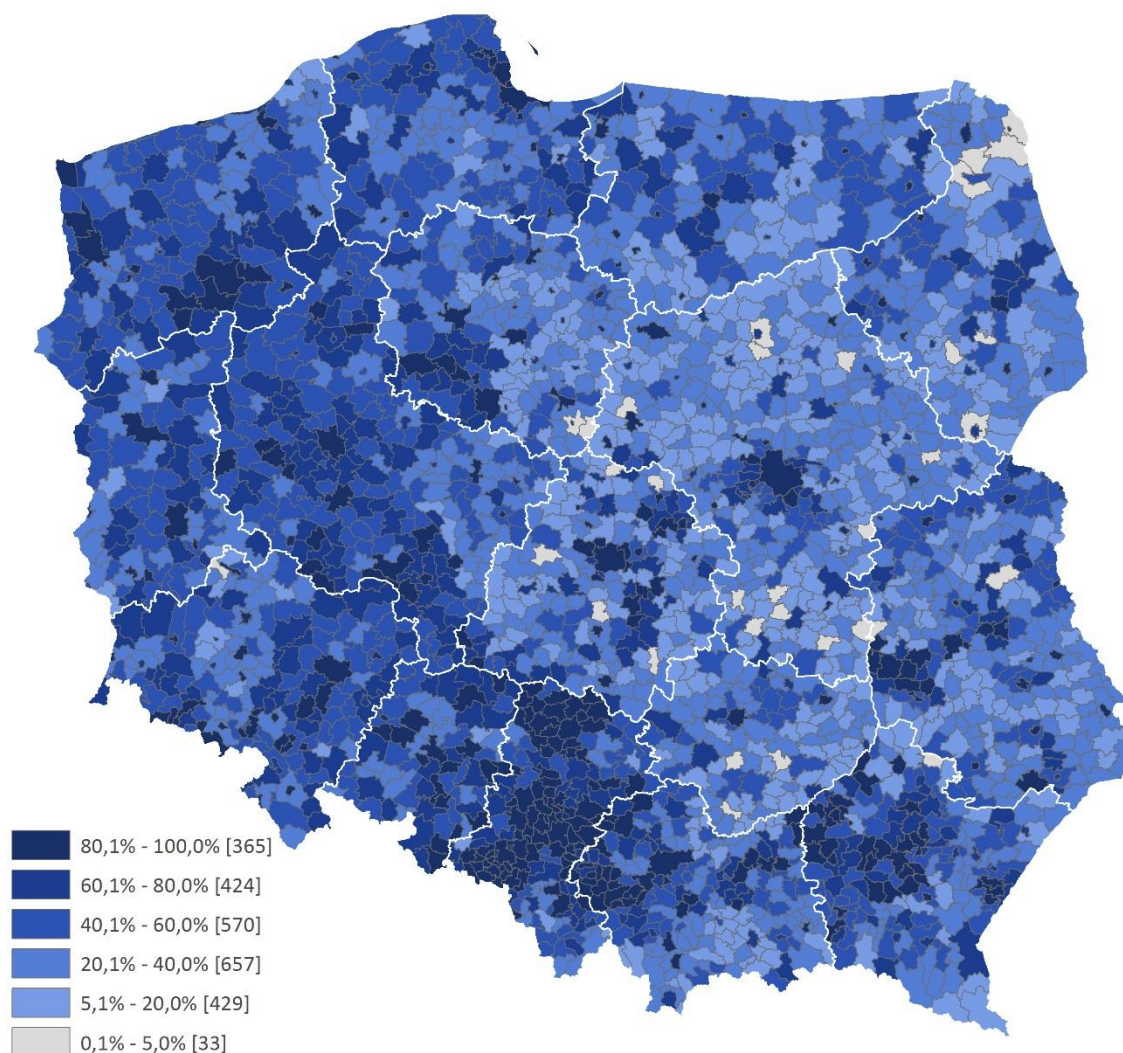 80,1% - 100,0% [365]
60,1% - 80,0% [424]
40,1% - 60,0% [570]
20,1% - 40,0% [657]
5,1% - 20,0% [429]
0,1% - 5,0% [33]